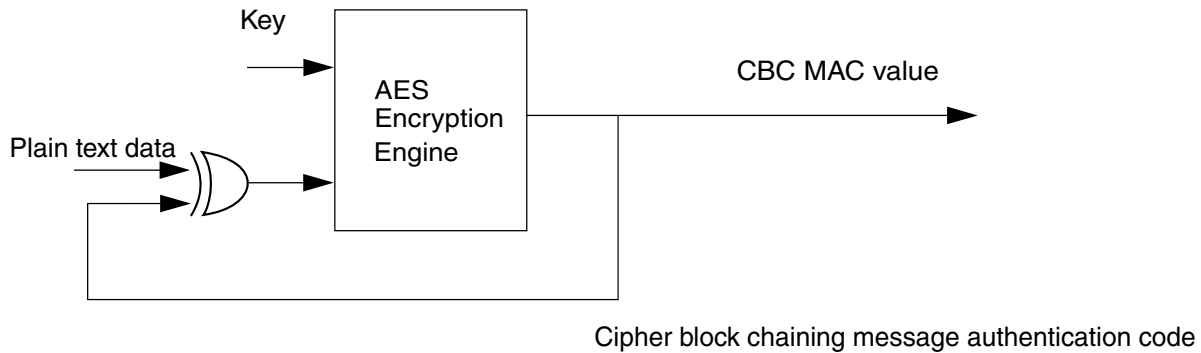 Key
CBC MAC value
AES
Encryption
Engine
Plain text data
Cipher block chaining message authentication code